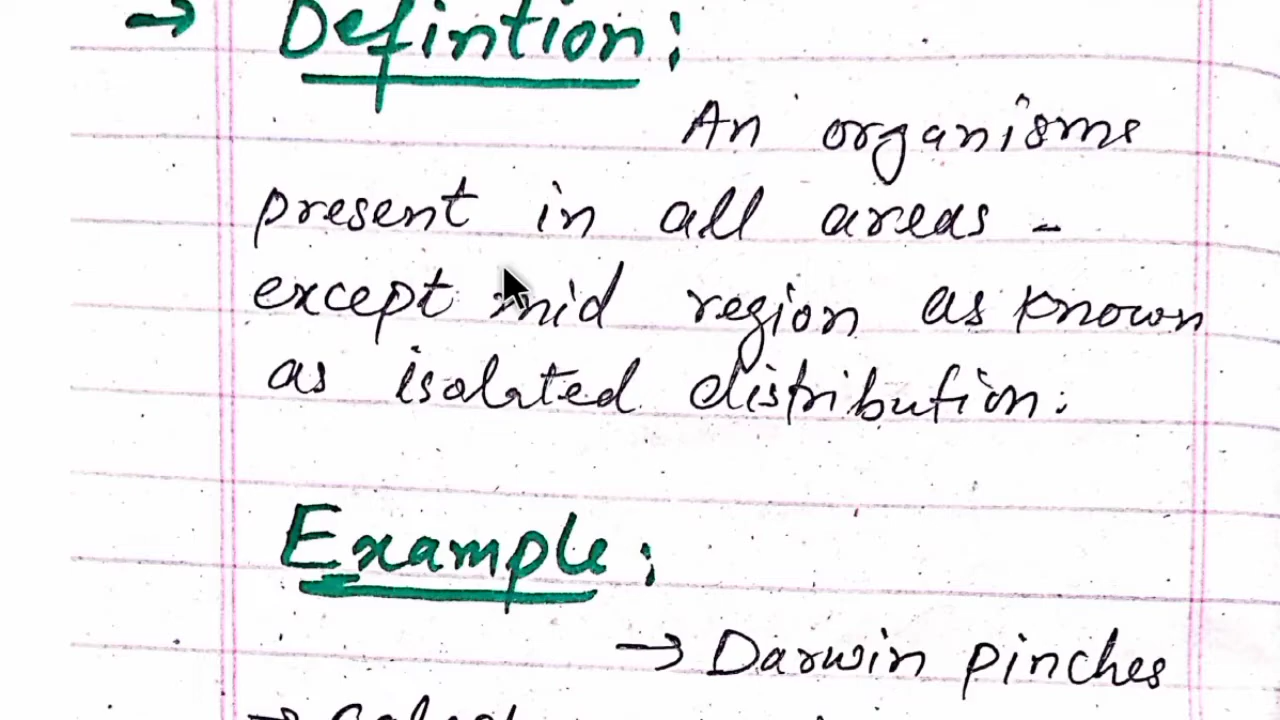 → Defintion:
An organisms
present in all areas -
except mid region as known
as isolated distribution.
Example:
→ Darwin pinches
→